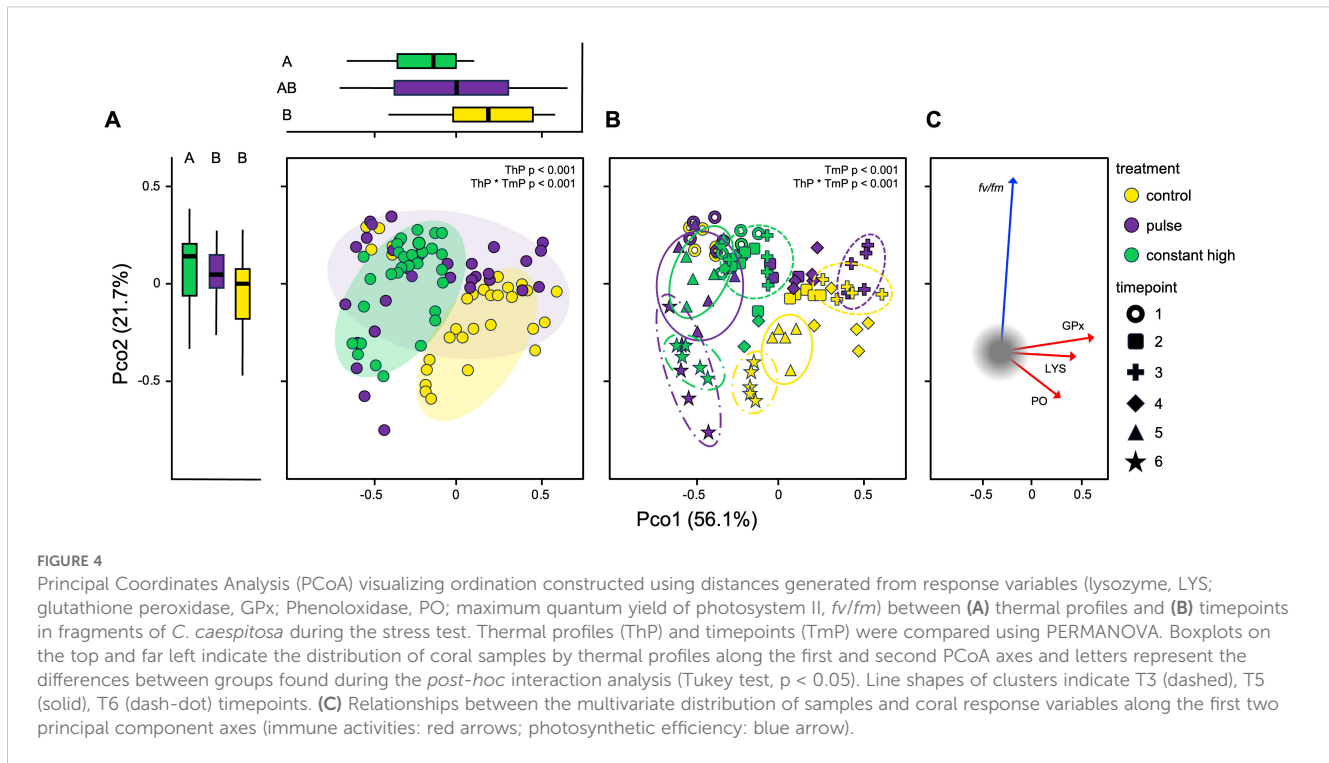 A
AB
B
A
B
C
A B B
ThP p < 0.001
ThP * TmP p < 0.001
TmP p < 0.001
ThP * TmP p < 0.001
fv/fm
GPx
LYS
PO
treatment
control
pulse
constant high
timepoint
1
2
3
4
5
6
0.5
0
-0.5
Pco2 (21.7%)
-0.5 0 0.5
-0.5 0 0.5
-0.5 0 0.5
Pco1 (56.1%)
FIGURE 4
Principal Coordinates Analysis (PCoA) visualizing ordination constructed using distances generated from response variables (lysozyme, LYS;
glutathione peroxidase, GPx; Phenoloxidase, PO; maximum quantum yield of photosystem II, fv/fm) between (A) thermal profiles and (B) timepoints
in fragments of C. caespitosa during the stress test. Thermal profiles (ThP) and timepoints (TmP) were compared using PERMANOVA. Boxplots on
the top and far left indicate the distribution of coral samples by thermal profiles along the first and second PCoA axes and letters represent the
differences between groups found during the post-hoc interaction analysis (Tukey test, p < 0.05). Line shapes of clusters indicate T3 (dashed), T5
(solid), T6 (dash-dot) timepoints. (C) Relationships between the multivariate distribution of samples and coral response variables along the first two
principal component axes (immune activities: red arrows; photosynthetic efficiency: blue arrow).